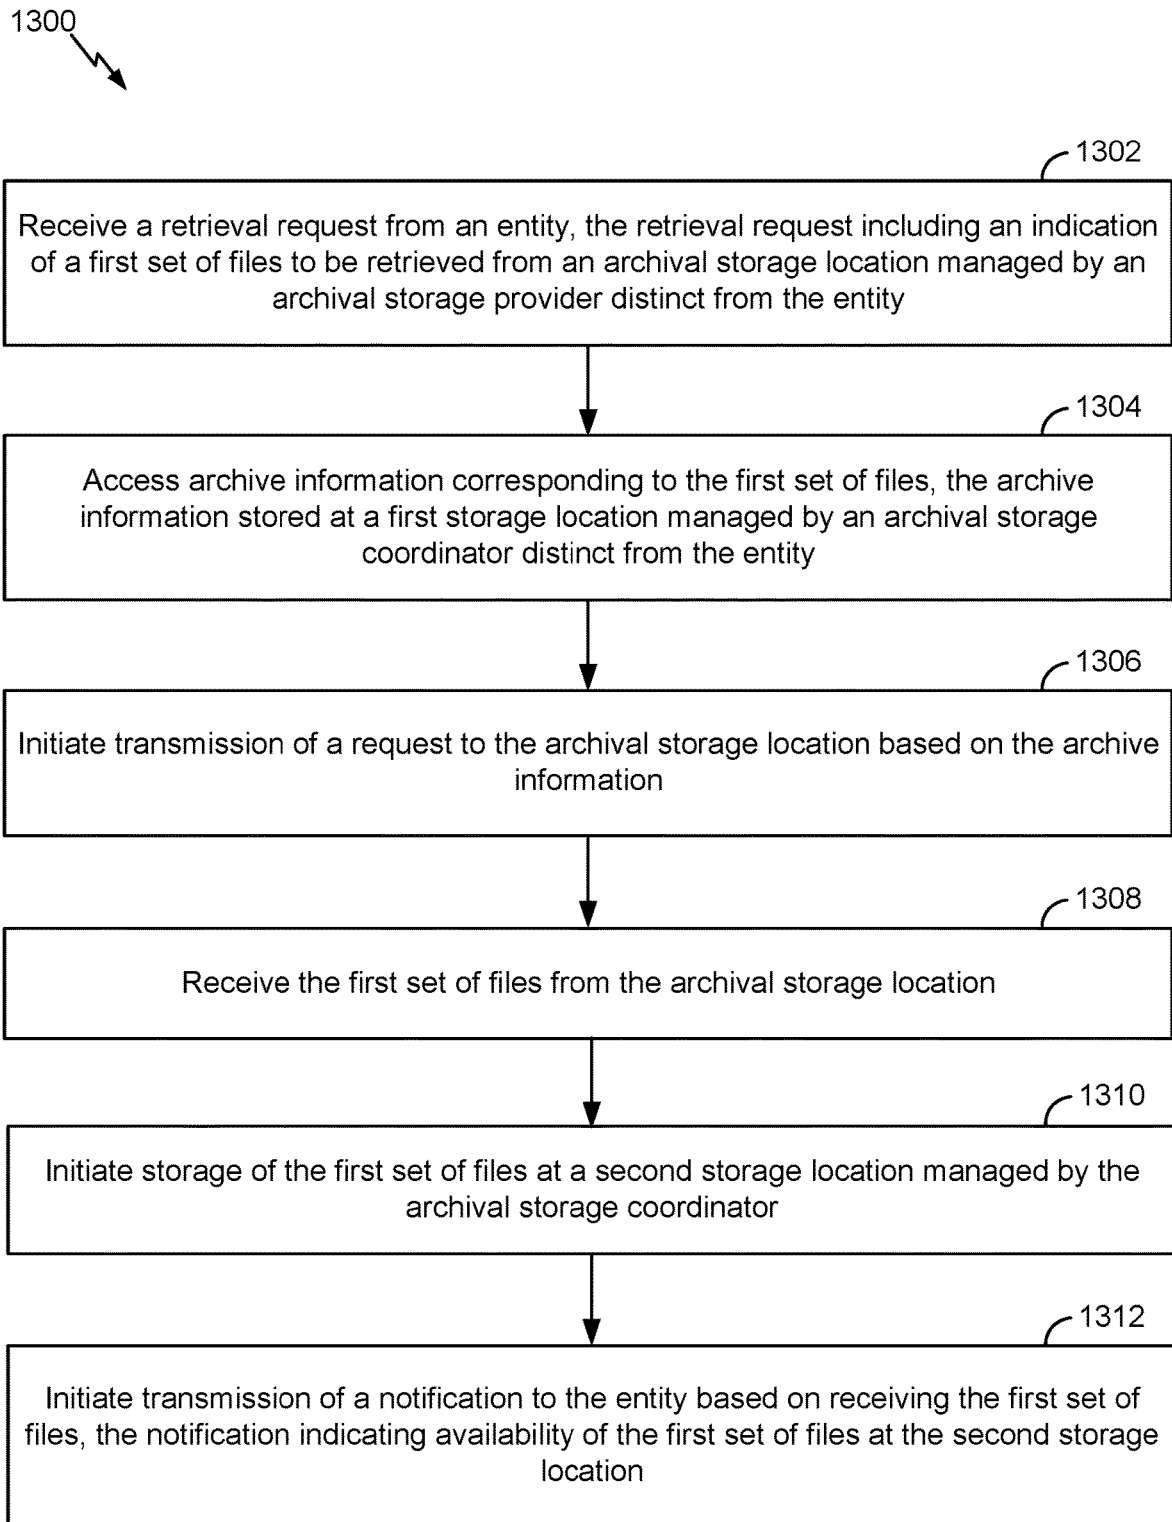 1300
1302
Receive a retrieval request from an entity, the retrieval request including an indication
of a first set of files to be retrieved from an archival storage location managed by an
archival storage provider distinct from the entity
1304
Access archive information corresponding to the first set of files, the archive
information stored at a first storage location managed by an archival storage
coordinator distinct from the entity
1306
Initiate transmission of a request to the archival storage location based on the archive
information
1308
Receive the first set of files from the archival storage location
1310
Initiate storage of the first set of files at a second storage location managed by the
archival storage coordinator
1312
Initiate transmission of a notification to the entity based on receiving the first set of
files, the notification indicating availability of the first set of files at the second storage
location